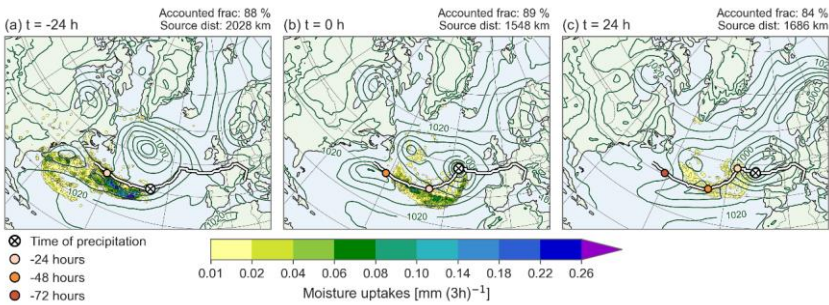 Accounted frac: 88 %
(a) t = -24 h Source dist: 2028 km
Accounted frac: 89 %
(b) t = 0 h Source dist: 1548 km
Accounted frac: 84 %
(c) t = 24 h Source dist: 1686 km
1000
1020
1020
1020
1020
1020
1000
1020
Time of precipitation
-24 hours
-48 hours
-72 hours
0.01 0.02 0.04 0.06 0.08 0.10 0.14 0.18 0.22 0.26
Moisture uptakes [mm (3h)⁻¹]